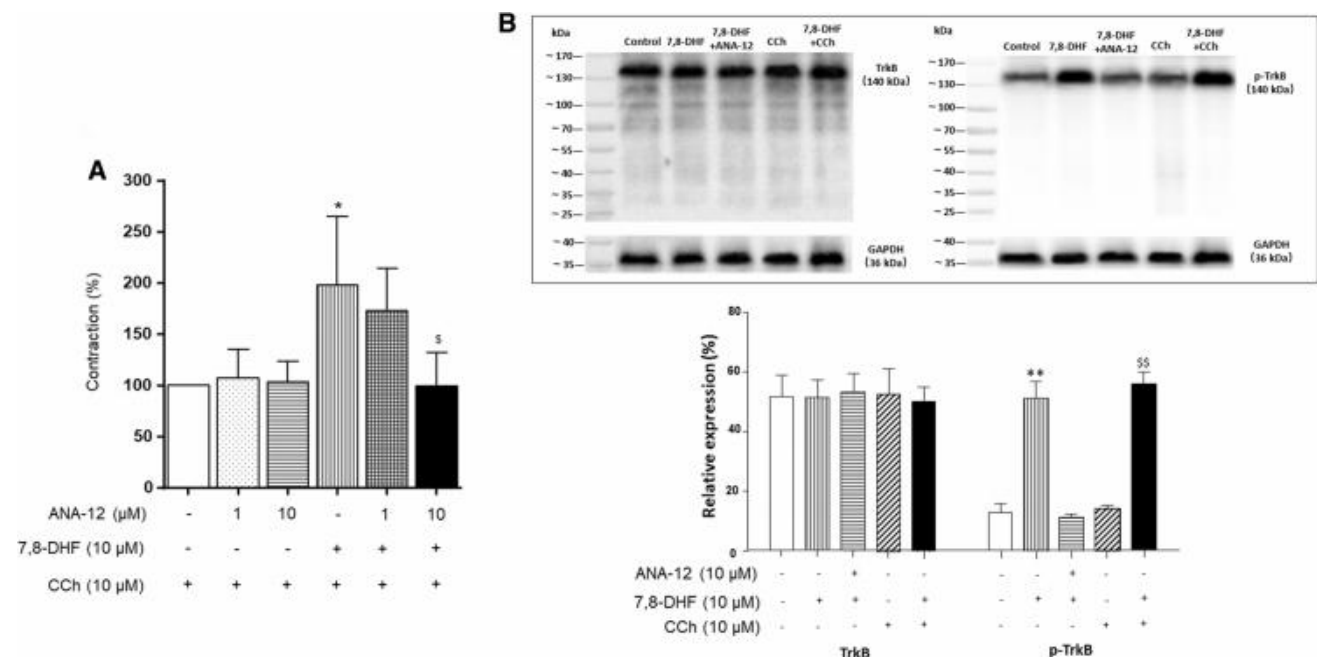 A
300
250
200
150
100
50
0
Contraction (%)
*
$
ANA-12 (µM) - 1 10 - 1 10
7,8-DHF (10 µM) - - - + + +
CCh (10 µM) + + + + + +
B
kDa Control 7,8-DHF 7,8-DHF +ANA-12 CCh 7,8-DHF +CCh
~170
~130
~100
~70
~55
~40
~35
~25
TrkB
(140 kDa)
~40
~35
GAPDH
(36 kDa)
kDa Control 7,8-DHF 7,8-DHF +ANA-12 CCh 7,8-DHF +CCh
~170
~130
~100
~70
~55
~40
~35
~25
p-TrkB
(140 kDa)
~40
~35
GAPDH
(36 kDa)
80
60
40
20
0
Relative expression (%)
**
$$
ANA-12 (10 µM) - - + - - - - + - -
7,8-DHF (10 µM) - + + - + - + + - +
CCh (10 µM) - - - + + - - - + +
TrkB p-TrkB